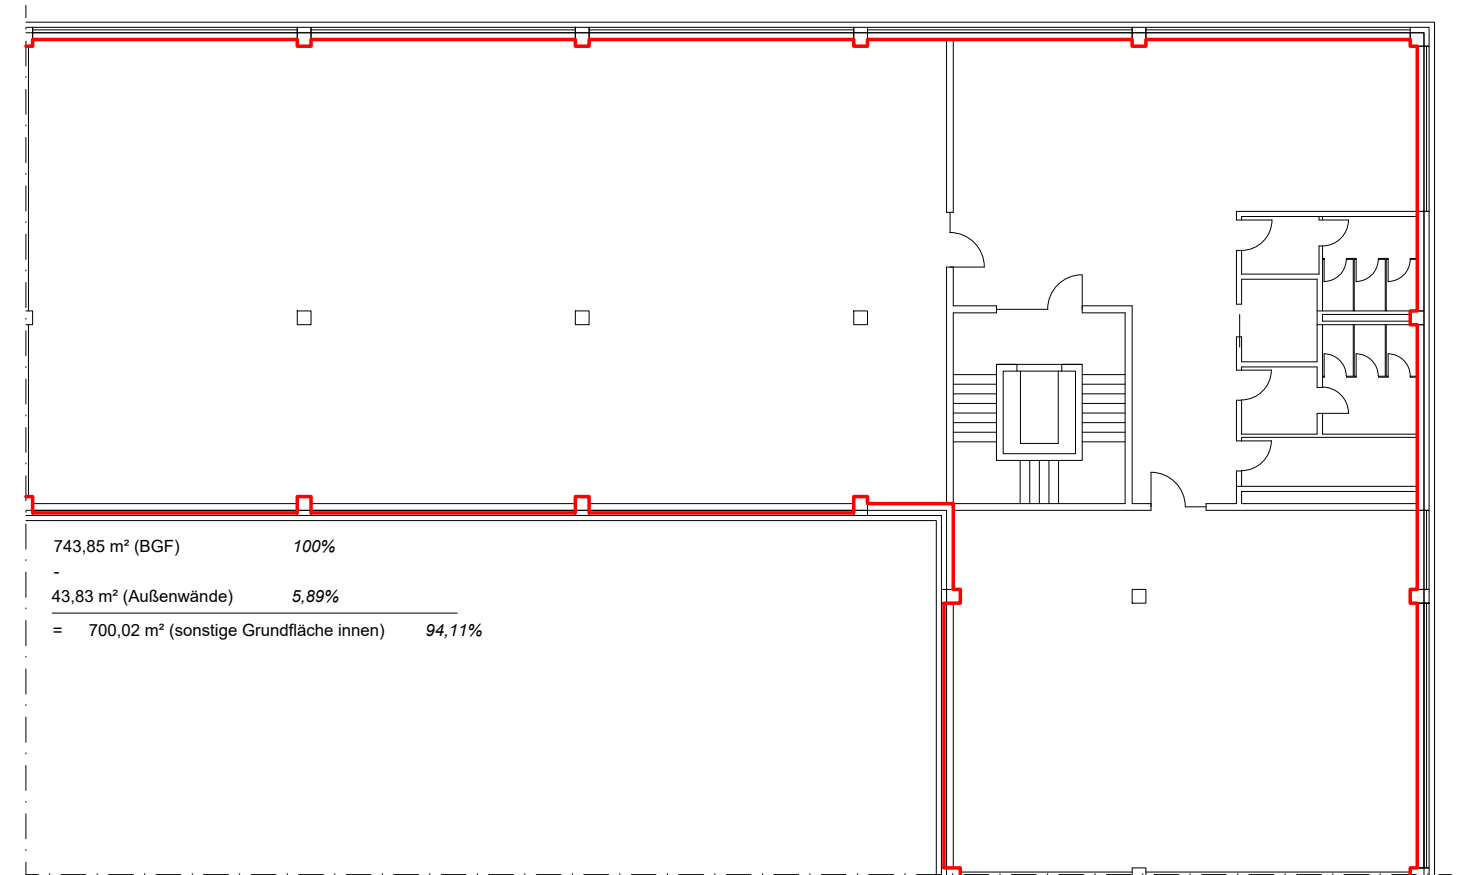 743,85 m² (BGF) 100%
-
43,83 m² (Außenwände) 5,89%
= 700,02 m² (sonstige Grundfläche innen) 94,11%